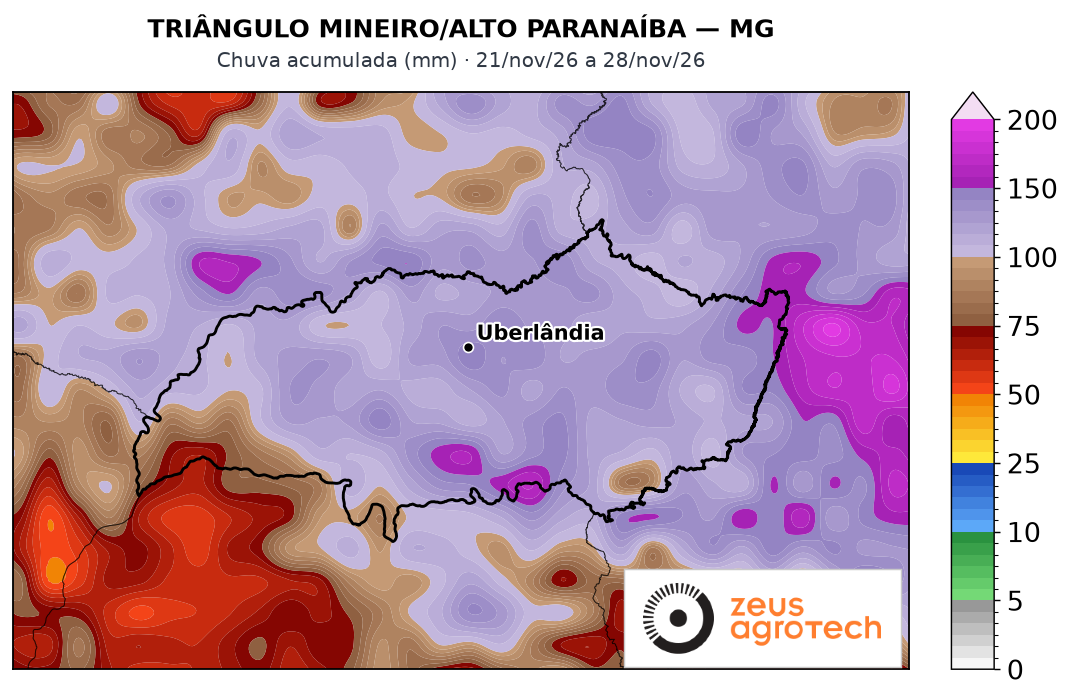 TRIÂNGULO MINEIRO/ALTO PARANAÍBA — MG
Chuva acumulada (mm) · 21/nov/26 a 28/nov/26
Uberlândia
200
150
100
75
50
25
10
5
0
zeus
agrotech